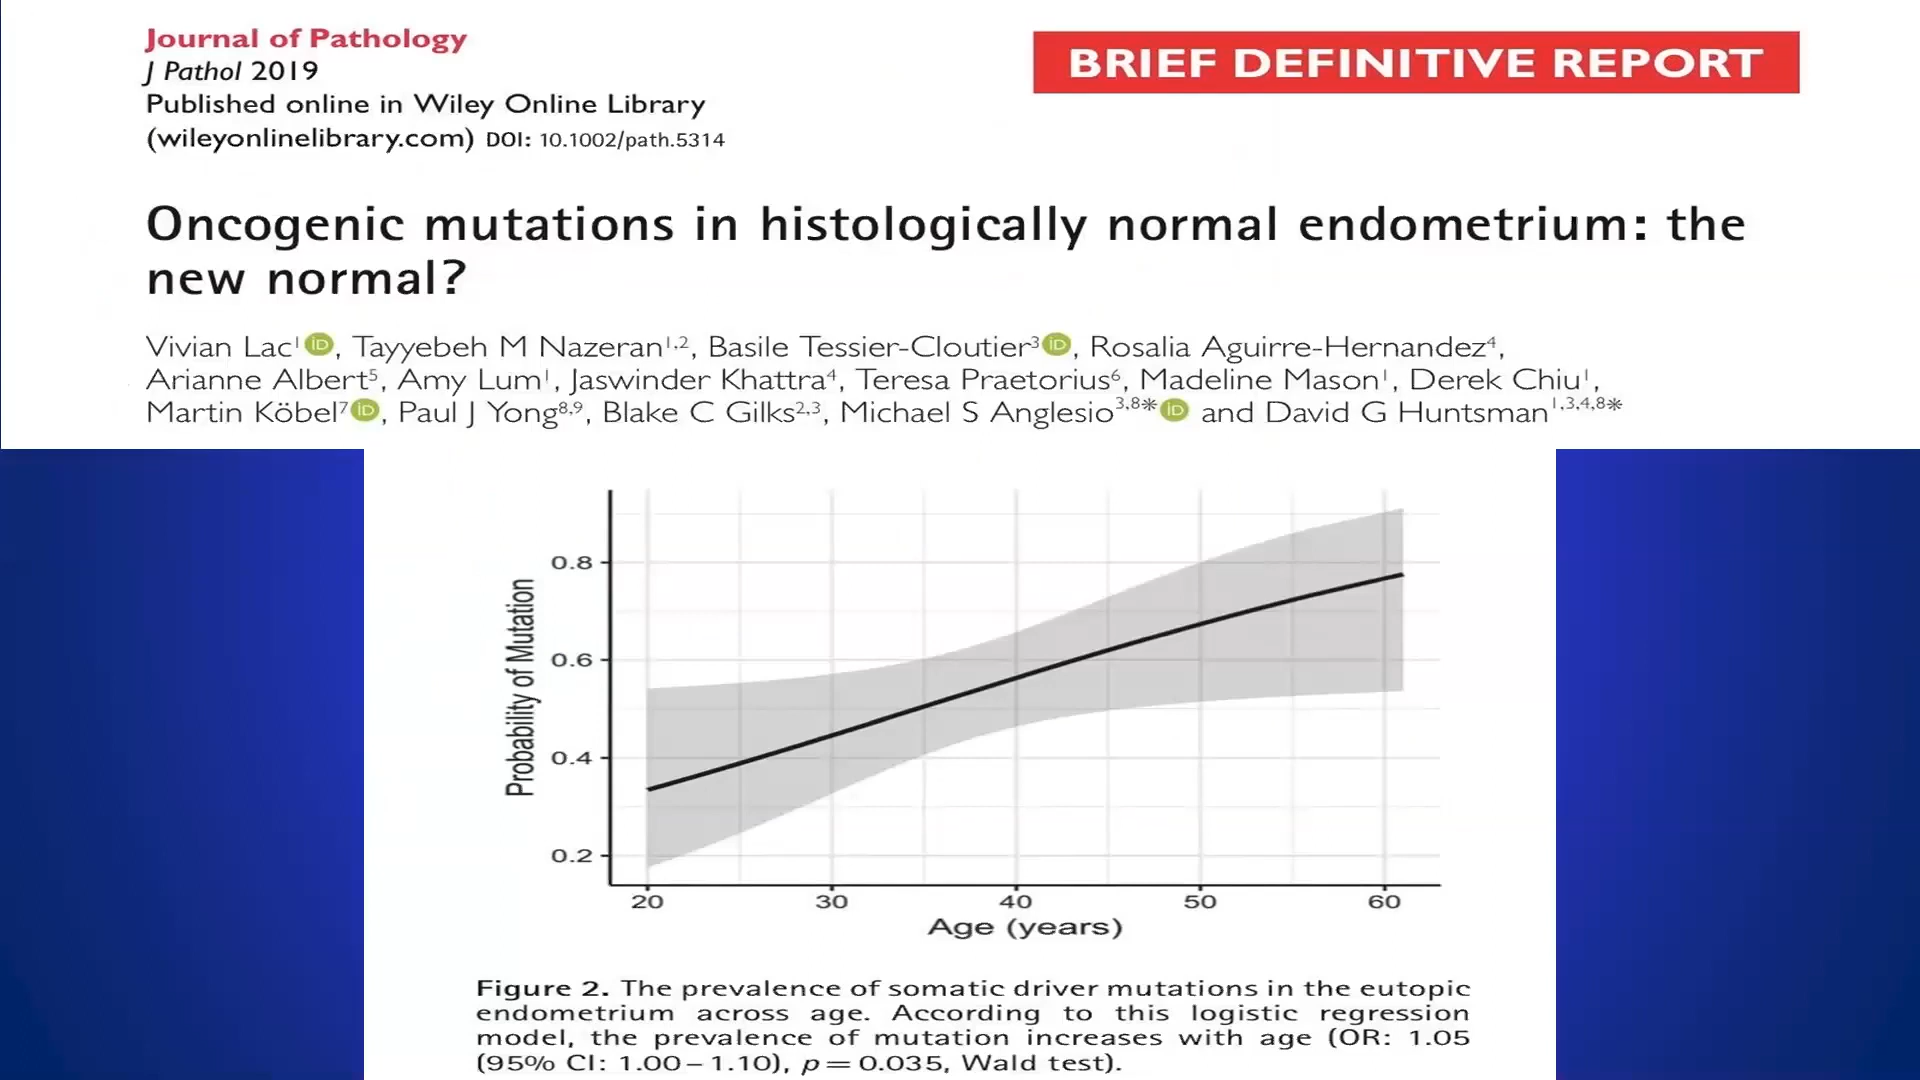 Journal of Pathology
J Pathol 2019
Published online in Wiley Online Library
(wileyonlinelibrary.com) DOI: 10.1002/path.5314
BRIEF DEFINITIVE REPORT
Oncogenic mutations in histologically normal endometrium: the
new normal?
Vivian Lac¹ iD, Tayyebeh M Nazeran¹,², Basile Tessier-Cloutier³ iD, Rosalia Aguirre-Hernandez⁴,
Arianne Albert⁵, Amy Lum¹, Jaswinder Khattra⁴, Teresa Praetorius⁶, Madeline Mason¹, Derek Chiu¹,
Martin Köbel⁷ iD, Paul J Yong⁸,⁹, Blake C Gilks²,³, Michael S Anglesio³,⁸* iD and David G Huntsman¹,³,⁴,⁸*
Probability of Mutation
0.8
0.6
0.4
0.2
20 30 40 50 60
Age (years)
Figure 2. The prevalence of somatic driver mutations in the eutopic
endometrium across age. According to this logistic regression
model, the prevalence of mutation increases with age (OR: 1.05
(95% CI: 1.00–1.10), p = 0.035, Wald test).